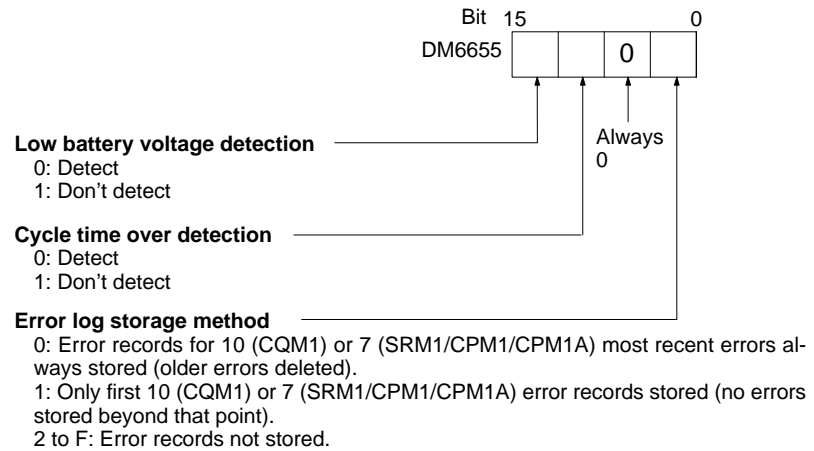 Bit 15 0
DM6655 0
Always
0
Low battery voltage detection
0: Detect
1: Don't detect
Cycle time over detection
0: Detect
1: Don't detect
Error log storage method
0: Error records for 10 (CQM1) or 7 (SRM1/CPM1/CPM1A) most recent errors al-
ways stored (older errors deleted).
1: Only first 10 (CQM1) or 7 (SRM1/CPM1/CPM1A) error records stored (no errors
stored beyond that point).
2 to F: Error records not stored.